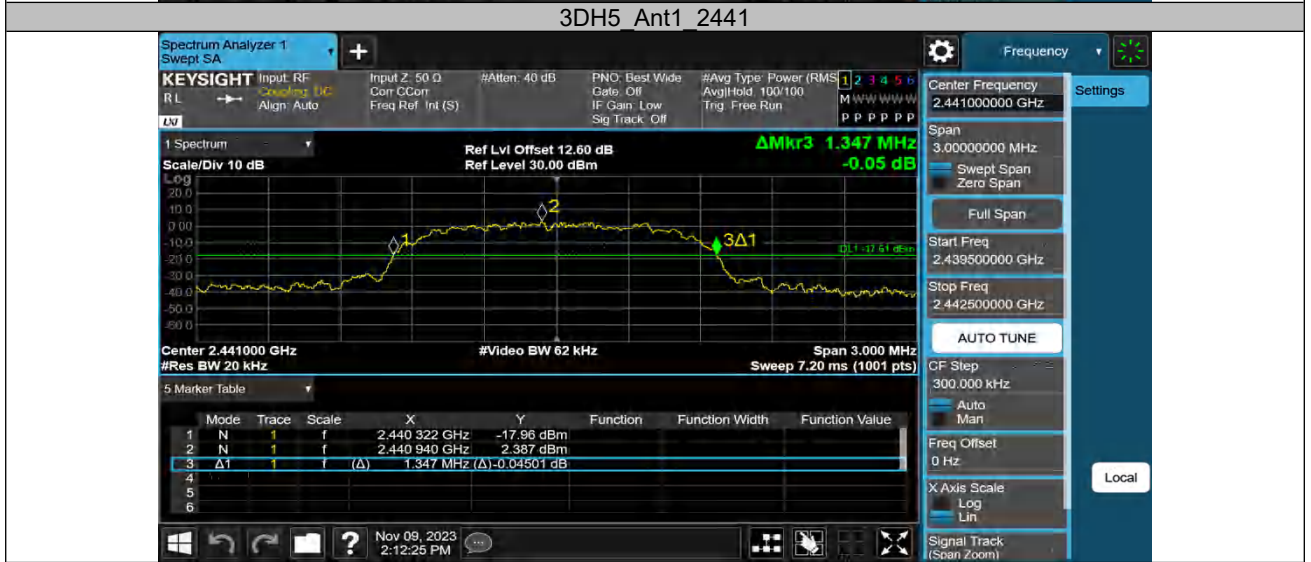 3DH5_Ant1_2441
Spectrum Analyzer 1
Swept SA
Frequency
Settings
KEYSIGHT
RL
LXI
Input: RF
Coupling: DC
Align: Auto
Input Z: 50 Ω
Corr CCorr
Freq Ref: Int (S)
#Atten: 40 dB
PNO: Best Wide
Gate: Off
IF Gain: Low
Sig Track: Off
#Avg Type: Power (RMS
Avg|Hold: 100/100
Trig: Free Run
1 2 3 4 5 6
M W W W W W
P P P P P P
1 Spectrum
Scale/Div 10 dB
Ref Lvl Offset 12.60 dB
Ref Level 30.00 dBm
ΔMkr3 1.347 MHz
-0.05 dB
Log
20.0
10.0
0.00
-10.0
-20.0
-30.0
-40.0
-50.0
-60.0
1
2
3Δ1
DL1 -17.61 dBm
Center 2.441000 GHz
#Video BW 62 kHz
Span 3.000 MHz
#Res BW 20 kHz
Sweep 7.20 ms (1001 pts)
5 Marker Table
Mode Trace Scale X Y Function Function Width Function Value
1 N 1 f 2.440 322 GHz -17.96 dBm
2 N 1 f 2.440 940 GHz 2.387 dBm
3 Δ1 1 f (Δ) 1.347 MHz (Δ) -0.04501 dB
4
5
6
Nov 09, 2023
2:12:25 PM
Center Frequency
2.441000000 GHz
Span
3.00000000 MHz
Swept Span
Zero Span
Full Span
Start Freq
2.439500000 GHz
Stop Freq
2.442500000 GHz
AUTO TUNE
CF Step
300.000 kHz
Auto
Man
Freq Offset
0 Hz
X Axis Scale
Log
Lin
Signal Track
(Span Zoom)
Local